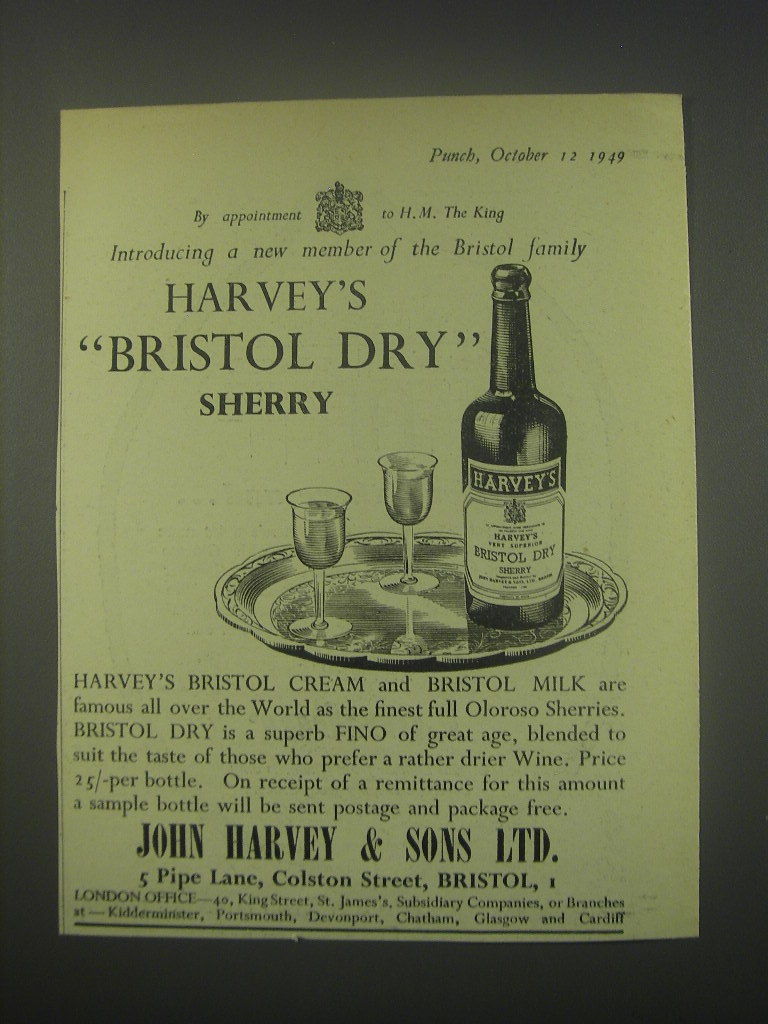 Punch, October 12 1949
By appointment to H.M. The King
Introducing a new member of the Bristol family
HARVEY'S
"BRISTOL DRY"
SHERRY
HARVEY'S
HARVEY'S
VERY SUPERIOR
BRISTOL DRY
SHERRY
HARVEY'S BRISTOL CREAM and BRISTOL MILK are
famous all over the World as the finest full Oloroso Sherries.
BRISTOL DRY is a superb FINO of great age, blended to
suit the taste of those who prefer a rather drier Wine. Price
25/-per bottle. On receipt of a remittance for this amount
a sample bottle will be sent postage and package free.
JOHN HARVEY & SONS LTD.
5 Pipe Lane, Colston Street, BRISTOL, 1
LONDON OFFICE—40, King Street, St. James's, Subsidiary Companies, or Branches
at—Kidderminster, Portsmouth, Devonport, Chatham, Glasgow and Cardiff